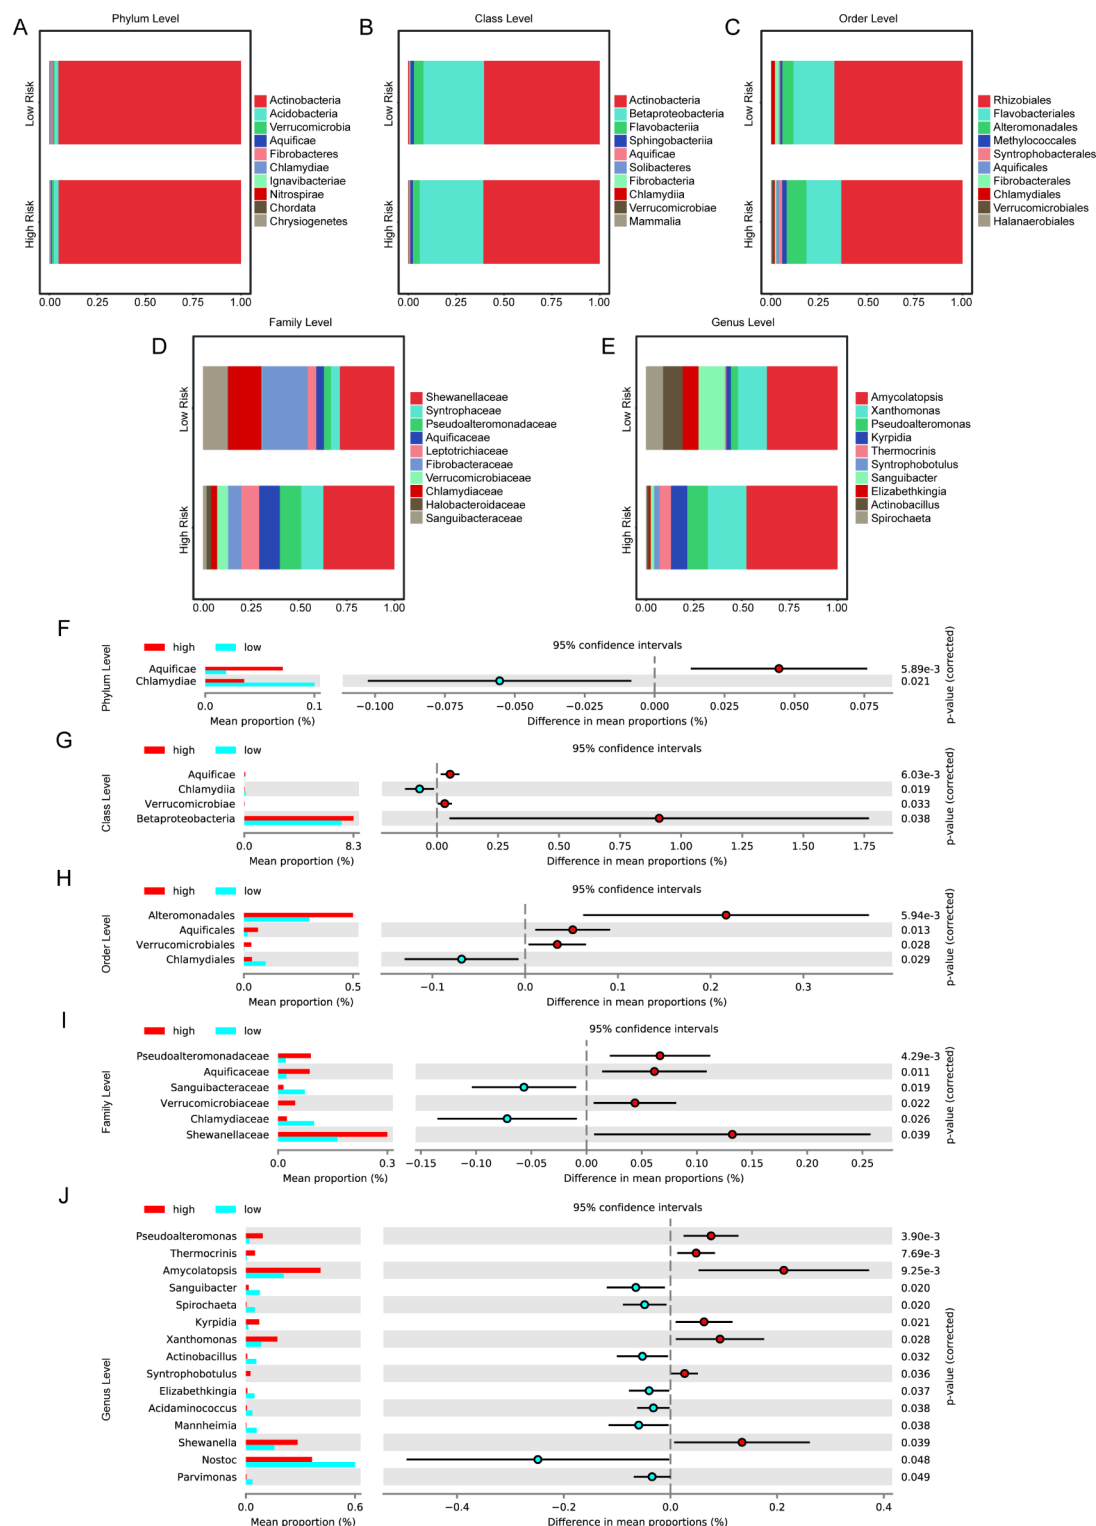 A
Phylum Level
Low Risk
High Risk
0.00 0.25 0.50 0.75 1.00
Actinobacteria
Acidobacteria
Verrucomicrobia
Aquificae
Fibrobacteres
Chlamydiae
Ignavibacteriae
Nitrospirae
Chordata
Chrysiogenetes
B
Class Level
Low Risk
High Risk
0.00 0.25 0.50 0.75 1.00
Actinobacteria
Betaproteobacteria
Flavobacteriia
Sphingobacteriia
Aquificae
Solibacteres
Fibrobacteria
Chlamydiia
Verrucomicrobiae
Mammalia
C
Order Level
Low Risk
High Risk
0.00 0.25 0.50 0.75 1.00
Rhizobiales
Flavobacteriales
Alteromonadales
Methylococcales
Syntrophobacterales
Aquificales
Fibrobacterales
Chlamydiales
Verrucomicrobiales
Halanaerobiales
D
Family Level
Low Risk
High Risk
0.00 0.25 0.50 0.75 1.00
Shewanellaceae
Syntrophaceae
Pseudoalteromonadaceae
Aquificaceae
Leptotrichiaceae
Fibrobacteraceae
Verrucomicrobiaceae
Chlamydiaceae
Halobacteroidaceae
Sanguibacteraceae
E
Genus Level
Low Risk
High Risk
0.00 0.25 0.50 0.75 1.00
Amycolatopsis
Xanthomonas
Pseudoalteromonas
Kyrpidia
Thermocrinis
Syntrophobotulus
Sanguibacter
Elizabethkingia
Actinobacillus
Spirochaeta
F
high low
95% confidence intervals
Phylum Level
Aquificae 5.89e-3
Chlamydiae 0.021
p-value (corrected)
0.0 0.1
Mean proportion (%)
−0.100 −0.075 −0.050 −0.025 0.000 0.025 0.050 0.075
Difference in mean proportions (%)
G
high low
95% confidence intervals
Class Level
Aquificae 6.03e-3
Chlamydiia 0.019
Verrucomicrobiae 0.033
Betaproteobacteria 0.038
p-value (corrected)
0.0 8.3
Mean proportion (%)
0.00 0.25 0.50 0.75 1.00 1.25 1.50 1.75
Difference in mean proportions (%)
H
high low
95% confidence intervals
Order Level
Alteromonadales 5.94e-3
Aquificales 0.013
Verrucomicrobiales 0.028
Chlamydiales 0.029
p-value (corrected)
0.0 0.5
Mean proportion (%)
−0.1 0.0 0.1 0.2 0.3
Difference in mean proportions (%)
I
high low
95% confidence intervals
Family Level
Pseudoalteromonadaceae 4.29e-3
Aquificaceae 0.011
Sanguibacteraceae 0.019
Verrucomicrobiaceae 0.022
Chlamydiaceae 0.026
Shewanellaceae 0.039
p-value (corrected)
0.0 0.3
Mean proportion (%)
−0.15 −0.10 −0.05 0.00 0.05 0.10 0.15 0.20 0.25
Difference in mean proportions (%)
J
high low
95% confidence intervals
Genus Level
Pseudoalteromonas 3.90e-3
Thermocrinis 7.69e-3
Amycolatopsis 9.25e-3
Sanguibacter 0.020
Spirochaeta 0.020
Kyrpidia 0.021
Xanthomonas 0.028
Actinobacillus 0.032
Syntrophobotulus 0.036
Elizabethkingia 0.037
Acidaminococcus 0.038
Mannheimia 0.038
Shewanella 0.039
Nostoc 0.048
Parvimonas 0.049
p-value (corrected)
0.0 0.6
Mean proportion (%)
−0.4 −0.2 0.0 0.2 0.4
Difference in mean proportions (%)